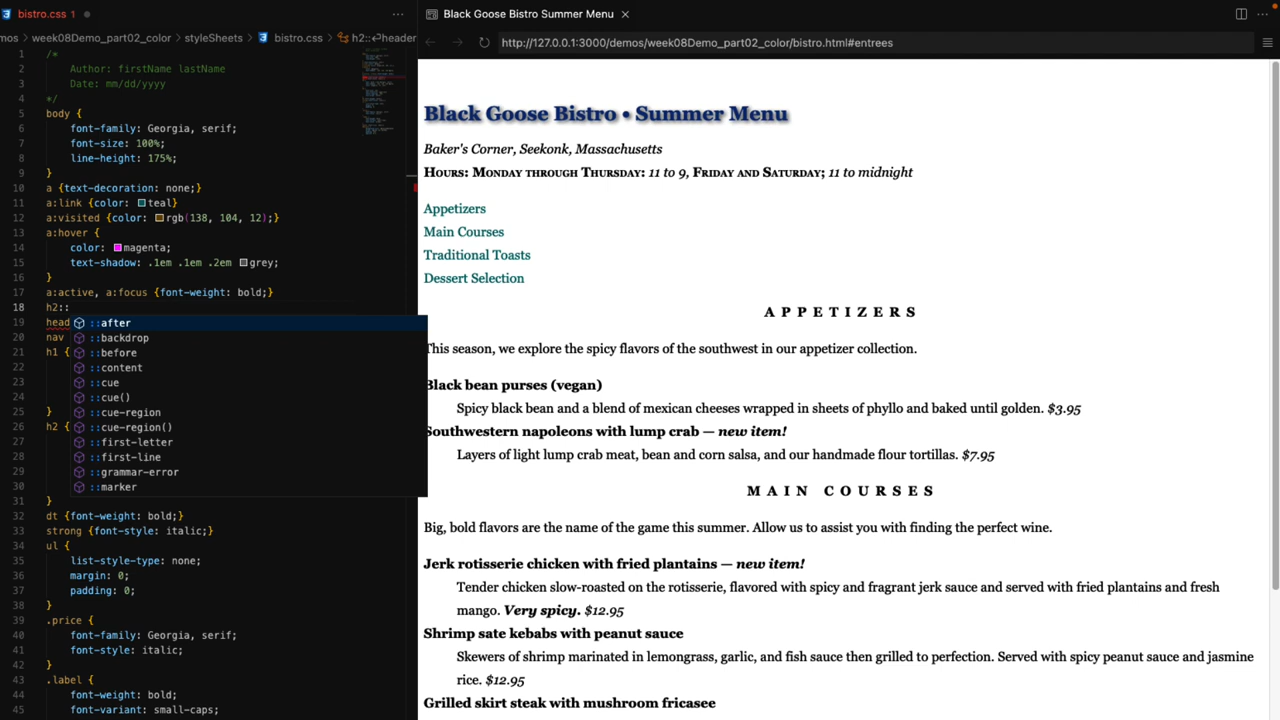 bistro.css 1
mos
week08Demo_part02_color
styleSheets
bistro.css
h2::
header
1 /*
2 Author: firstName lastName
3 Date: mm/dd/yyyy
4 */
5 body {
6 font-family: Georgia, serif;
7 font-size: 100%;
8 line-height: 175%;
9 }
10 a {text-decoration: none;}
11 a:link {color: teal}
12 a:visited {color: rgb(138, 104, 12);}
13 a:hover {
14 color: magenta;
15 text-shadow: .1em .1em .2em grey;
16 }
17 a:active, a:focus {font-weight: bold;}
18 h2::
19 head
20 nav
21 h1 {
22
23
24
25 }
26 h2 {
27
28
29
30
31 }
32 dt {font-weight: bold;}
33 strong {font-style: italic;}
34 ul {
35 list-style-type: none;
36 margin: 0;
37 padding: 0;
38 }
39 .price {
40 font-family: Georgia, serif;
41 font-style: italic;
42 }
43 .label {
44 font-weight: bold;
45 font-variant: small-caps;
::after
::backdrop
::before
::content
::cue
::cue()
::cue-region
::cue-region()
::first-letter
::first-line
::grammar-error
::marker
Black Goose Bistro Summer Menu
http://127.0.0.1:3000/demos/week08Demo_part02_color/bistro.html#entrees
Black Goose Bistro • Summer Menu
Baker's Corner, Seekonk, Massachusetts
Hours: Monday through Thursday: 11 to 9, Friday and Saturday; 11 to midnight
Appetizers
Main Courses
Traditional Toasts
Dessert Selection
APPETIZERS
This season, we explore the spicy flavors of the southwest in our appetizer collection.
Black bean purses (vegan)
Spicy black bean and a blend of mexican cheeses wrapped in sheets of phyllo and baked until golden. $3.95
Southwestern napoleons with lump crab — new item!
Layers of light lump crab meat, bean and corn salsa, and our handmade flour tortillas. $7.95
MAIN COURSES
Big, bold flavors are the name of the game this summer. Allow us to assist you with finding the perfect wine.
Jerk rotisserie chicken with fried plantains — new item!
Tender chicken slow-roasted on the rotisserie, flavored with spicy and fragrant jerk sauce and served with fried plantains and fresh
mango. Very spicy. $12.95
Shrimp sate kebabs with peanut sauce
Skewers of shrimp marinated in lemongrass, garlic, and fish sauce then grilled to perfection. Served with spicy peanut sauce and jasmine
rice. $12.95
Grilled skirt steak with mushroom fricasee